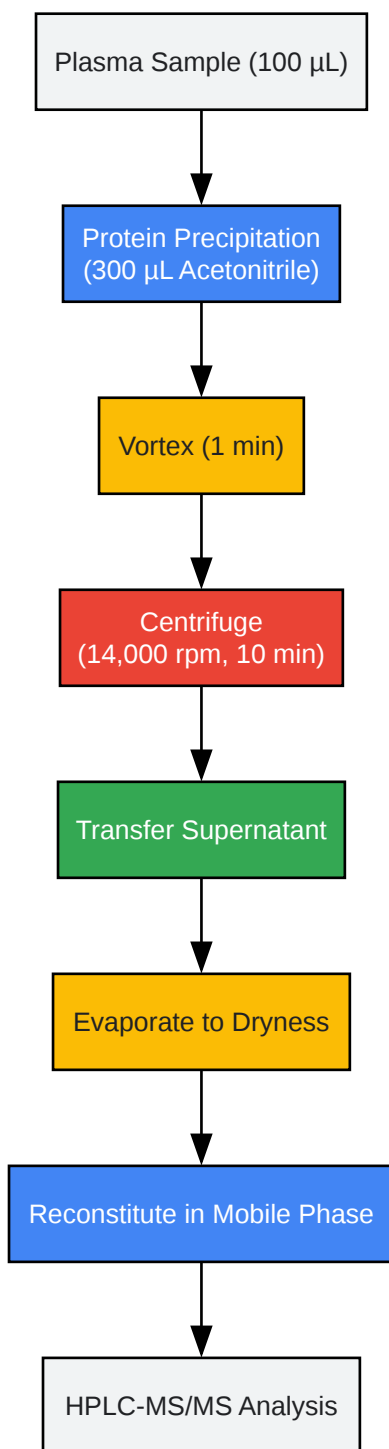 Plasma Sample (100 µL)
Protein Precipitation
(300 µL Acetonitrile)
Vortex (1 min)
Centrifuge
(14,000 rpm, 10 min)
Transfer Supernatant
Evaporate to Dryness
Reconstitute in Mobile Phase
HPLC-MS/MS Analysis